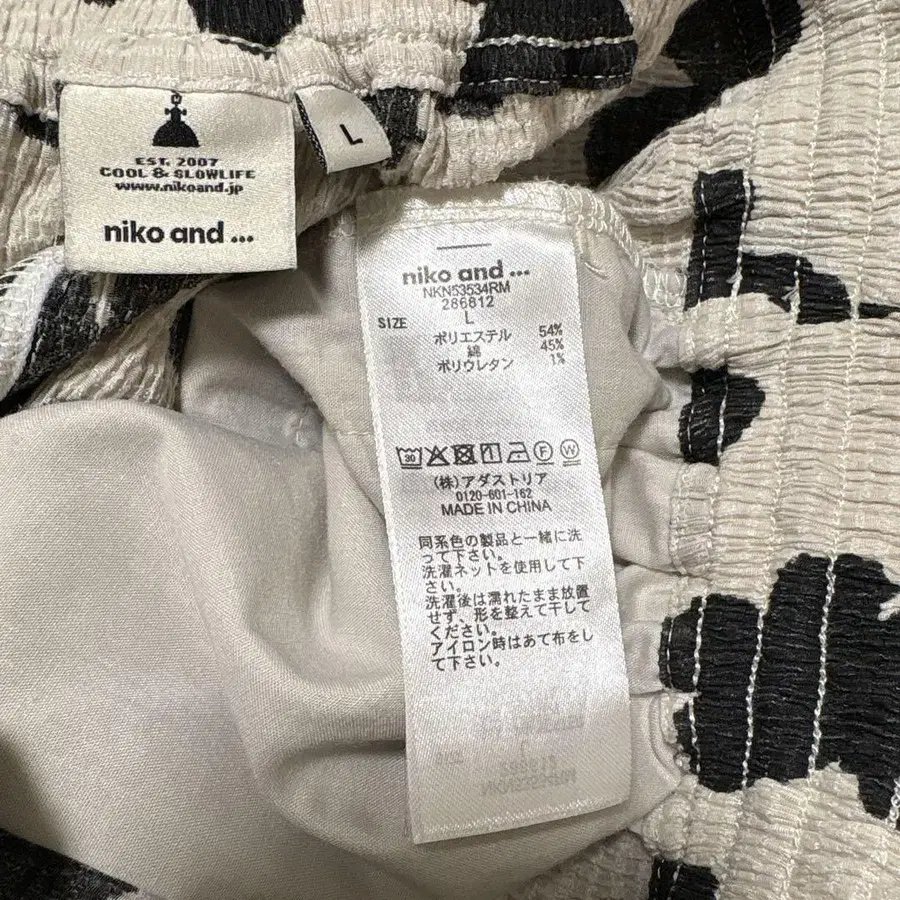 EST. 2007
COOL & SLOWLIFE
www.nikoand.jp
niko and ...
L
niko and ...
NKN53534RM
286812
SIZE L
ポリエステル 54%
綿 45%
ポリウレタン 1%
30
F W
(株)アダストリア
0120-601-162
MADE IN CHINA
同系色の製品と一緒に洗
って下さい。
洗濯ネットを使用して下
さい。
洗濯後は濡れたまま放置
せず、形を整えて干して
ください。
アイロン時はあて布をし
て下さい。